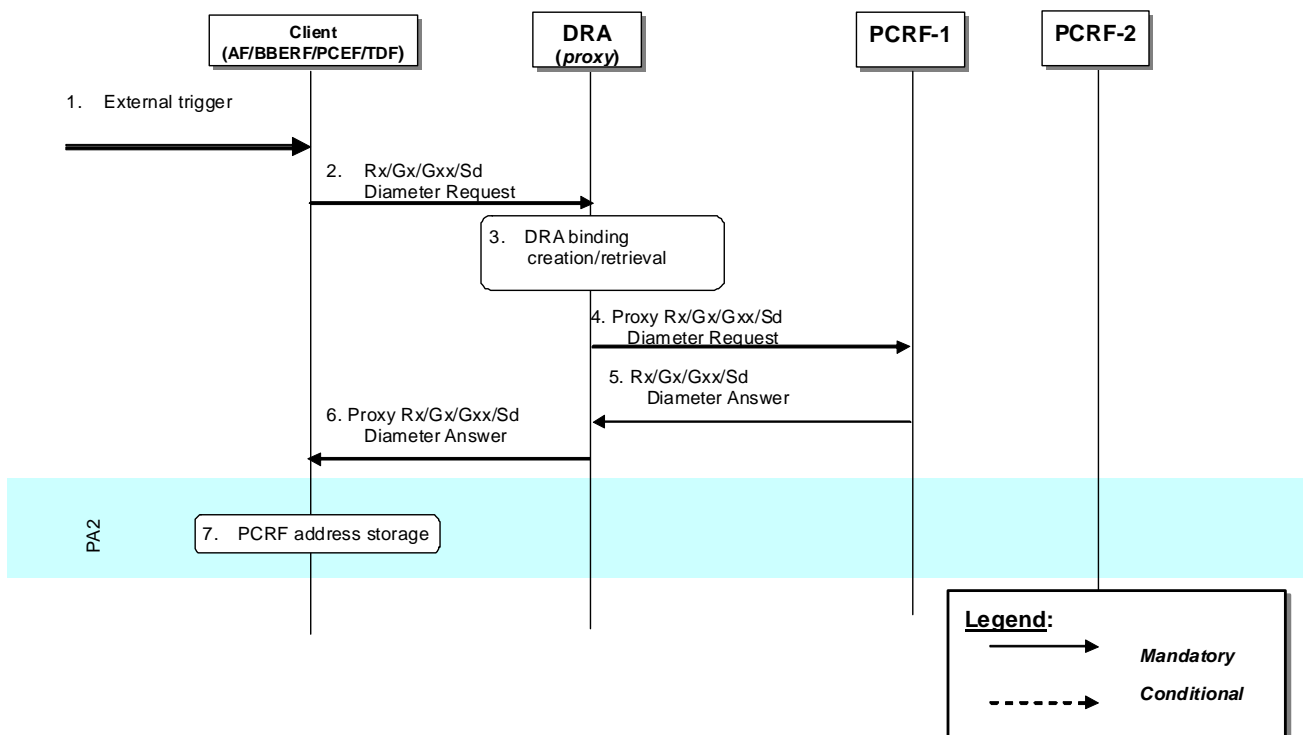 Client
(AF/BBERF/PCEF/TDF)
DRA
(proxy)
PCRF-1
PCRF-2
1. External trigger
2. Rx/Gx/Gxx/Sd
Diameter Request
3. DRA binding
creation/retrieval
4. Proxy Rx/Gx/Gxx/Sd
Diameter Request
5. Rx/Gx/Gxx/Sd
Diameter Answer
6. Proxy Rx/Gx/Gxx/Sd
Diameter Answer
PA2
7. PCRF address storage
Legend:
Mandatory
Conditional